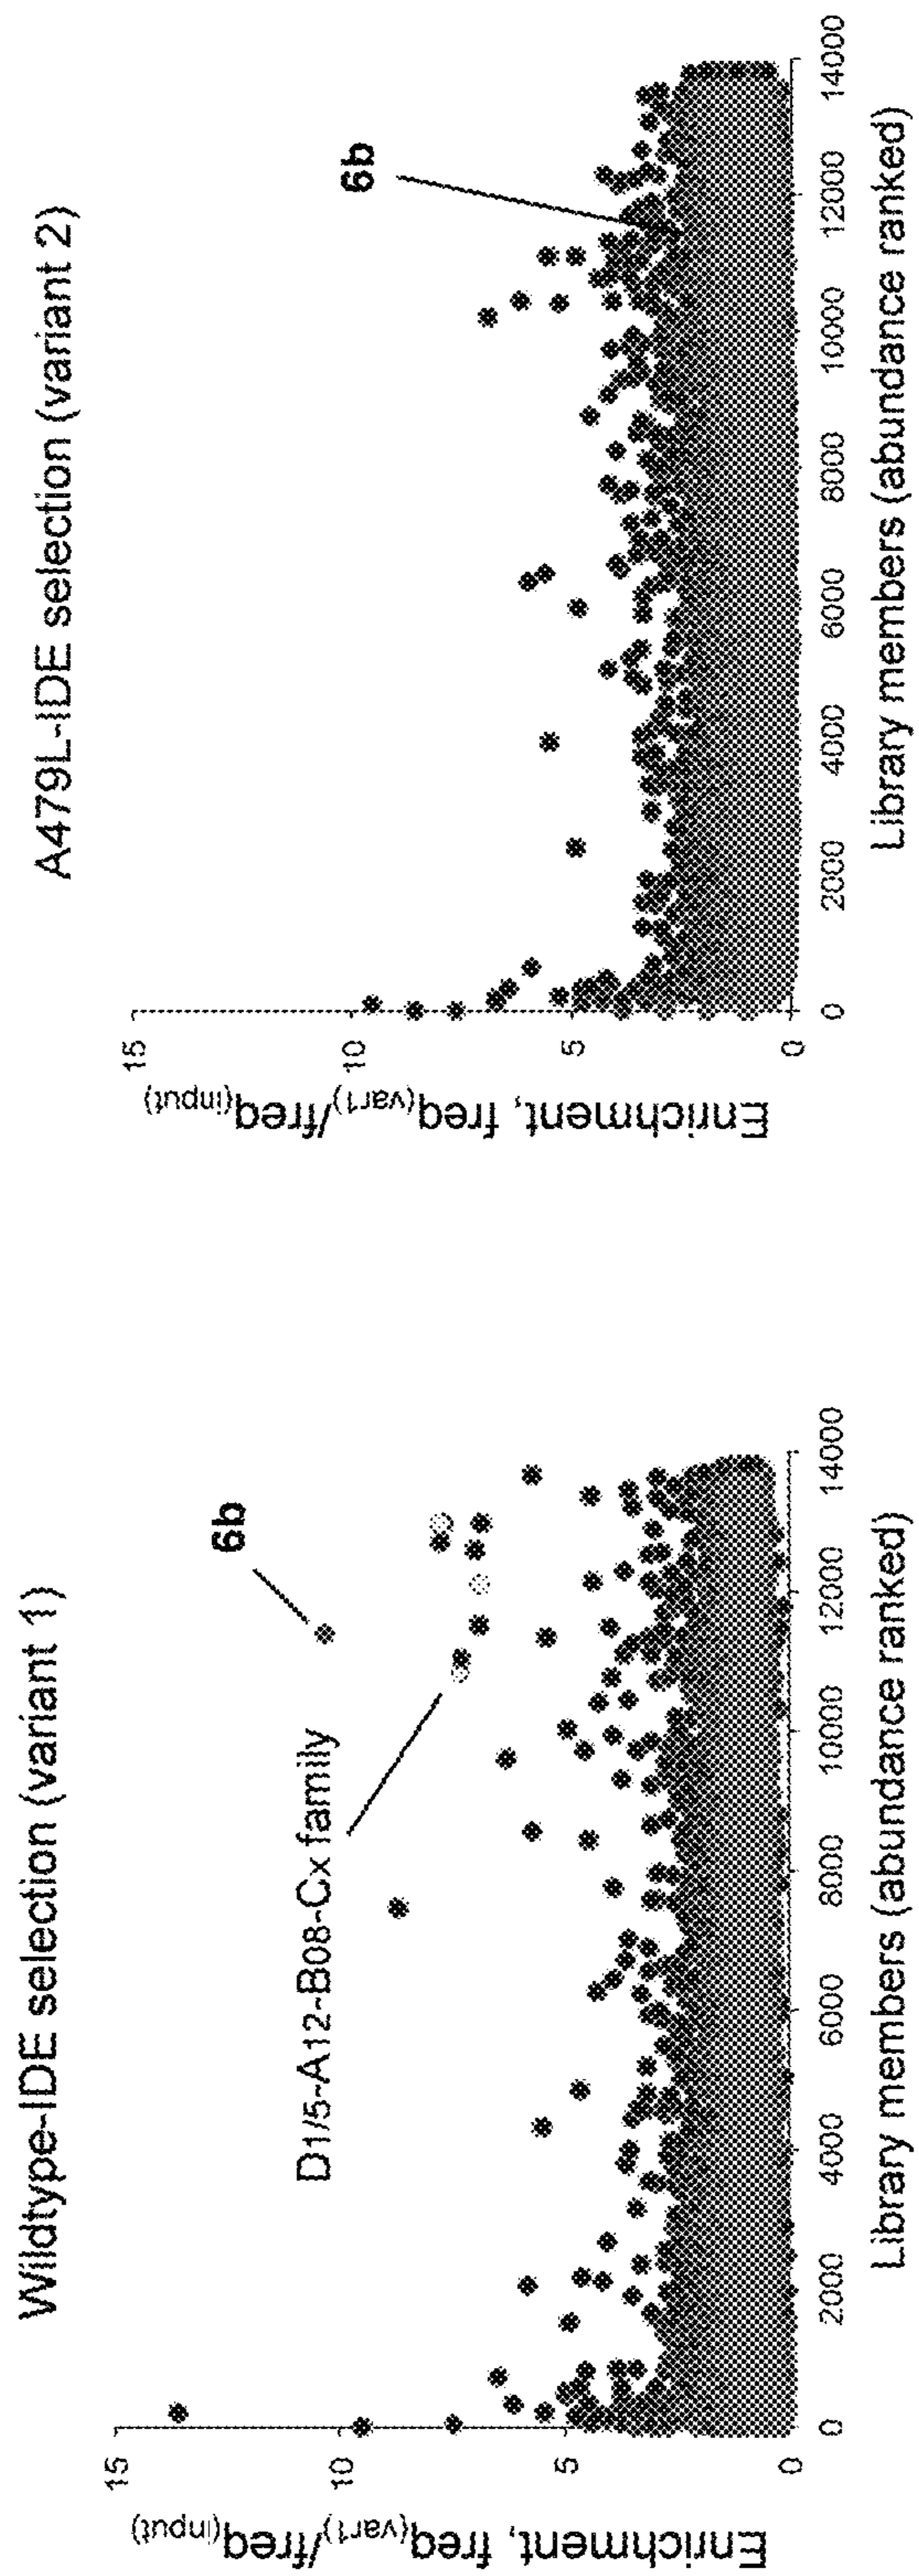 Wildtype-IDE selection (variant 1)
Enrichment, freq(var1)/freq(input)
15
10
5
0
6b
D1/5-A12-B08-Cx family
0 2000 4000 6000 8000 10000 12000 14000
Library members (abundance ranked)
A479L-IDE selection (variant 2)
Enrichment, freq(var1)/freq(input)
15
10
5
0
6b
0 2000 4000 6000 8000 10000 12000 14000
Library members (abundance ranked)